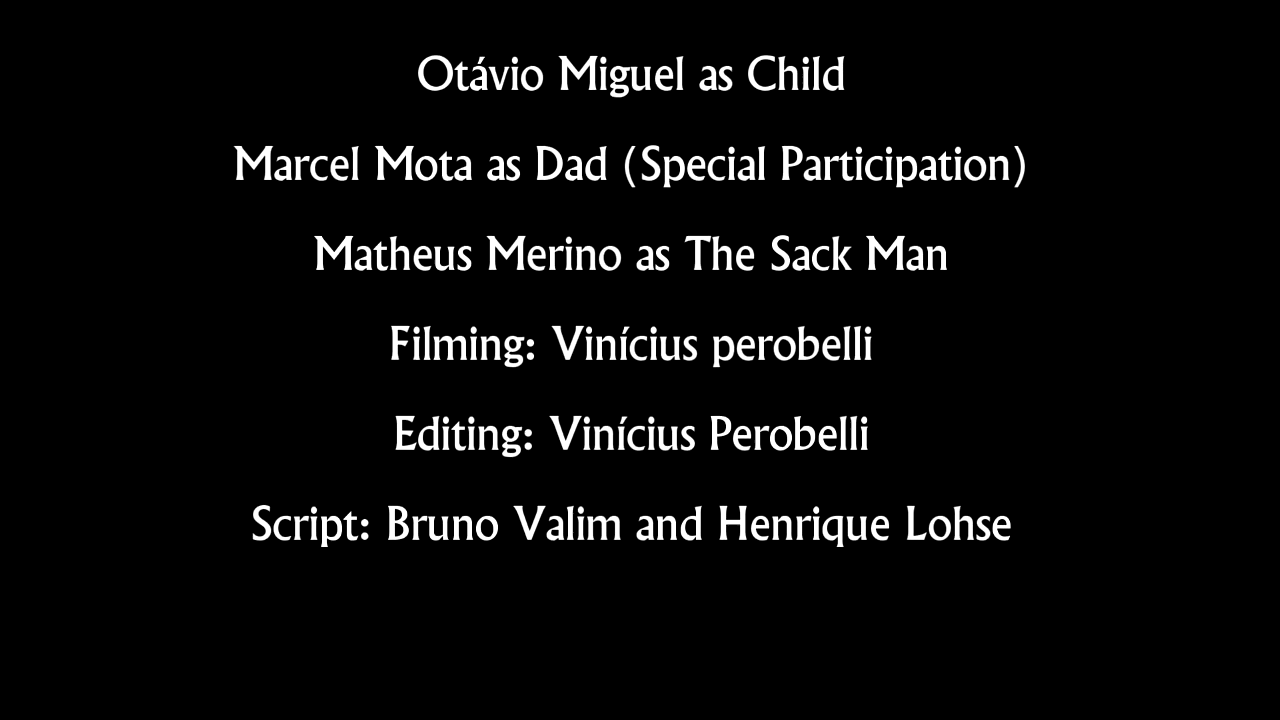 Otávio Miguel as Child
Marcel Mota as Dad (Special Participation)
Matheus Merino as The Sack Man
Filming: Vinícius perobelli
Editing: Vinícius Perobelli
Script: Bruno Valim and Henrique Lohse